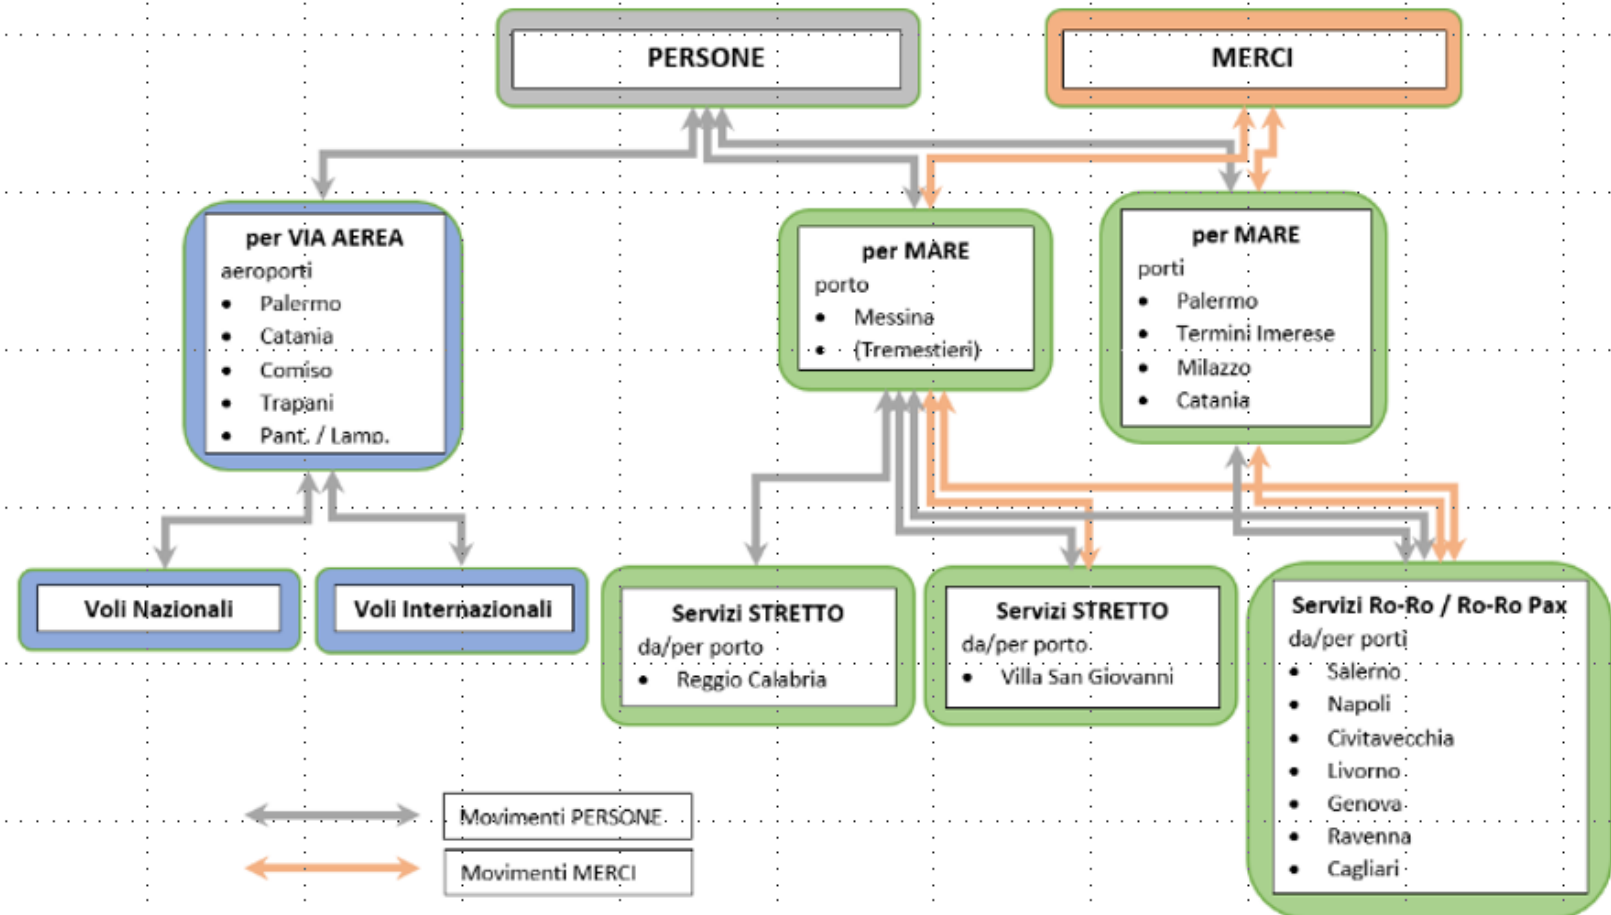 PERSONE
MERCI
per VIA AEREA
aeroporti
• Palermo
• Catania
• Comiso
• Trapani
• Pant. / Lamp.
per MARE
porto
• Messina
• (Tremestieri)
per MARE
porti
• Palermo
• Termini Imerese
• Milazzo
• Catania
Voli Nazionali
Voli Internazionali
Servizi STRETTO
da/per porto
• Reggio Calabria
Servizi STRETTO
da/per porto
• Villa San Giovanni
Servizi Ro-Ro / Ro-Ro Pax
da/per porti
• Salerno
• Napoli
• Civitavecchia
• Livorno
• Genova
• Ravenna
• Cagliari
Movimenti PERSONE
Movimenti MERCI